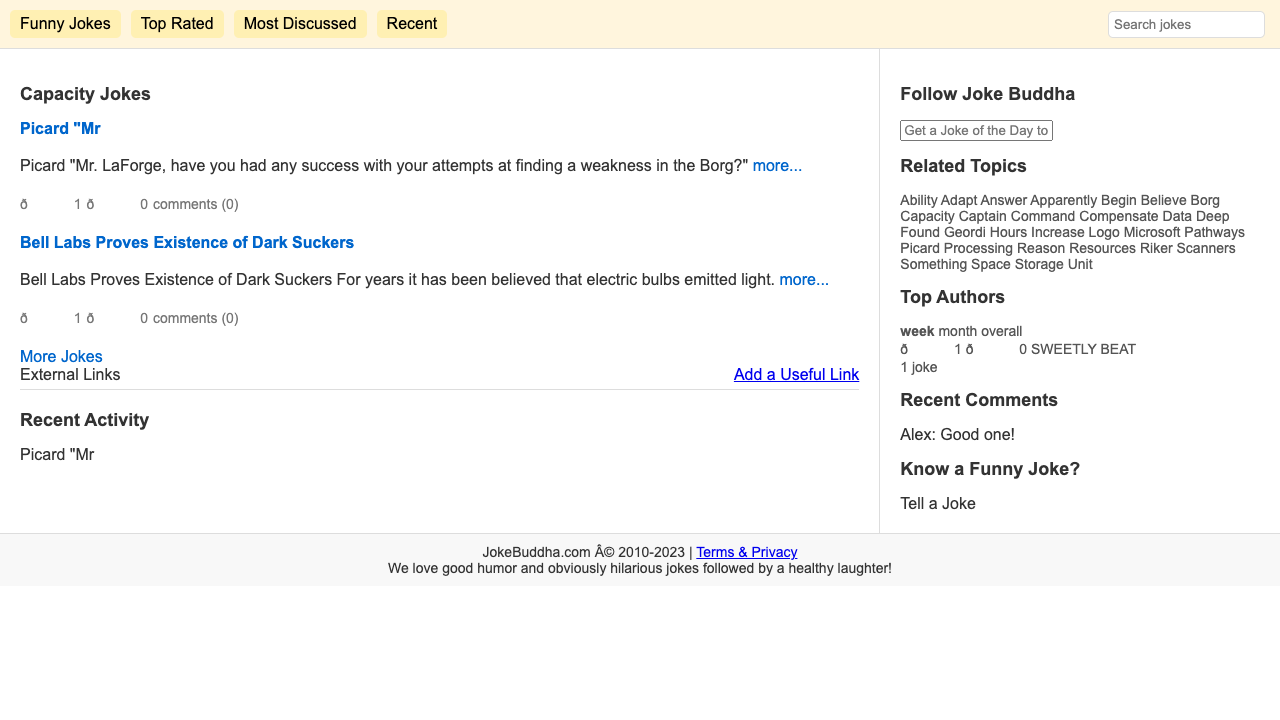 Funny Jokes Top Rated Most Discussed Recent Search jokes
Capacity Jokes
Picard "Mr
Picard "Mr. LaForge, have you had any success with your attempts at finding a weakness in the Borg?" more...
ð 1 ð 0 comments (0)
Bell Labs Proves Existence of Dark Suckers
Bell Labs Proves Existence of Dark Suckers For years it has been believed that electric bulbs emitted light. more...
ð 1 ð 0 comments (0)
More Jokes
External Links Add a Useful Link
Recent Activity
Picard "Mr
Follow Joke Buddha
Get a Joke of the Day to
Related Topics
Ability Adapt Answer Apparently Begin Believe Borg
Capacity Captain Command Compensate Data Deep
Found Geordi Hours Increase Logo Microsoft Pathways
Picard Processing Reason Resources Riker Scanners
Something Space Storage Unit
Top Authors
week month overall
ð 1 ð 0 SWEETLY BEAT
1 joke
Recent Comments
Alex: Good one!
Know a Funny Joke?
Tell a Joke
JokeBuddha.com Â© 2010-2023 | Terms & Privacy
We love good humor and obviously hilarious jokes followed by a healthy laughter!